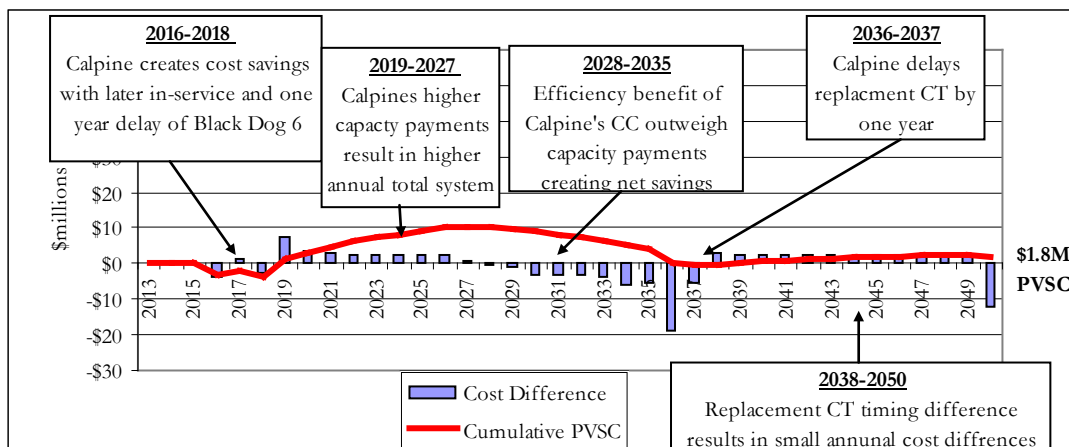 2016-2018
Calpine creates cost savings
with later in-service and one
year delay of Black Dog 6
2019-2027
Calpines higher
capacty payments
result in higher
annual total system
2028-2035
Efficiency benefit of
Calpine's CC outweigh
capacity payments
creating net savings
2036-2037
Calpine delays
replacment CT by
one year
$millions
$20
$10
$0
-$10
-$20
-$30
2013
2015
2017
2019
2021
2023
2025
2027
2029
2031
2033
2035
2037
2039
2041
2043
2045
2047
2049
$1.8M
PVSC
Cost Difference
Cumulative PVSC
2038-2050
Replacement CT timing difference
results in small annunal cost diffrences